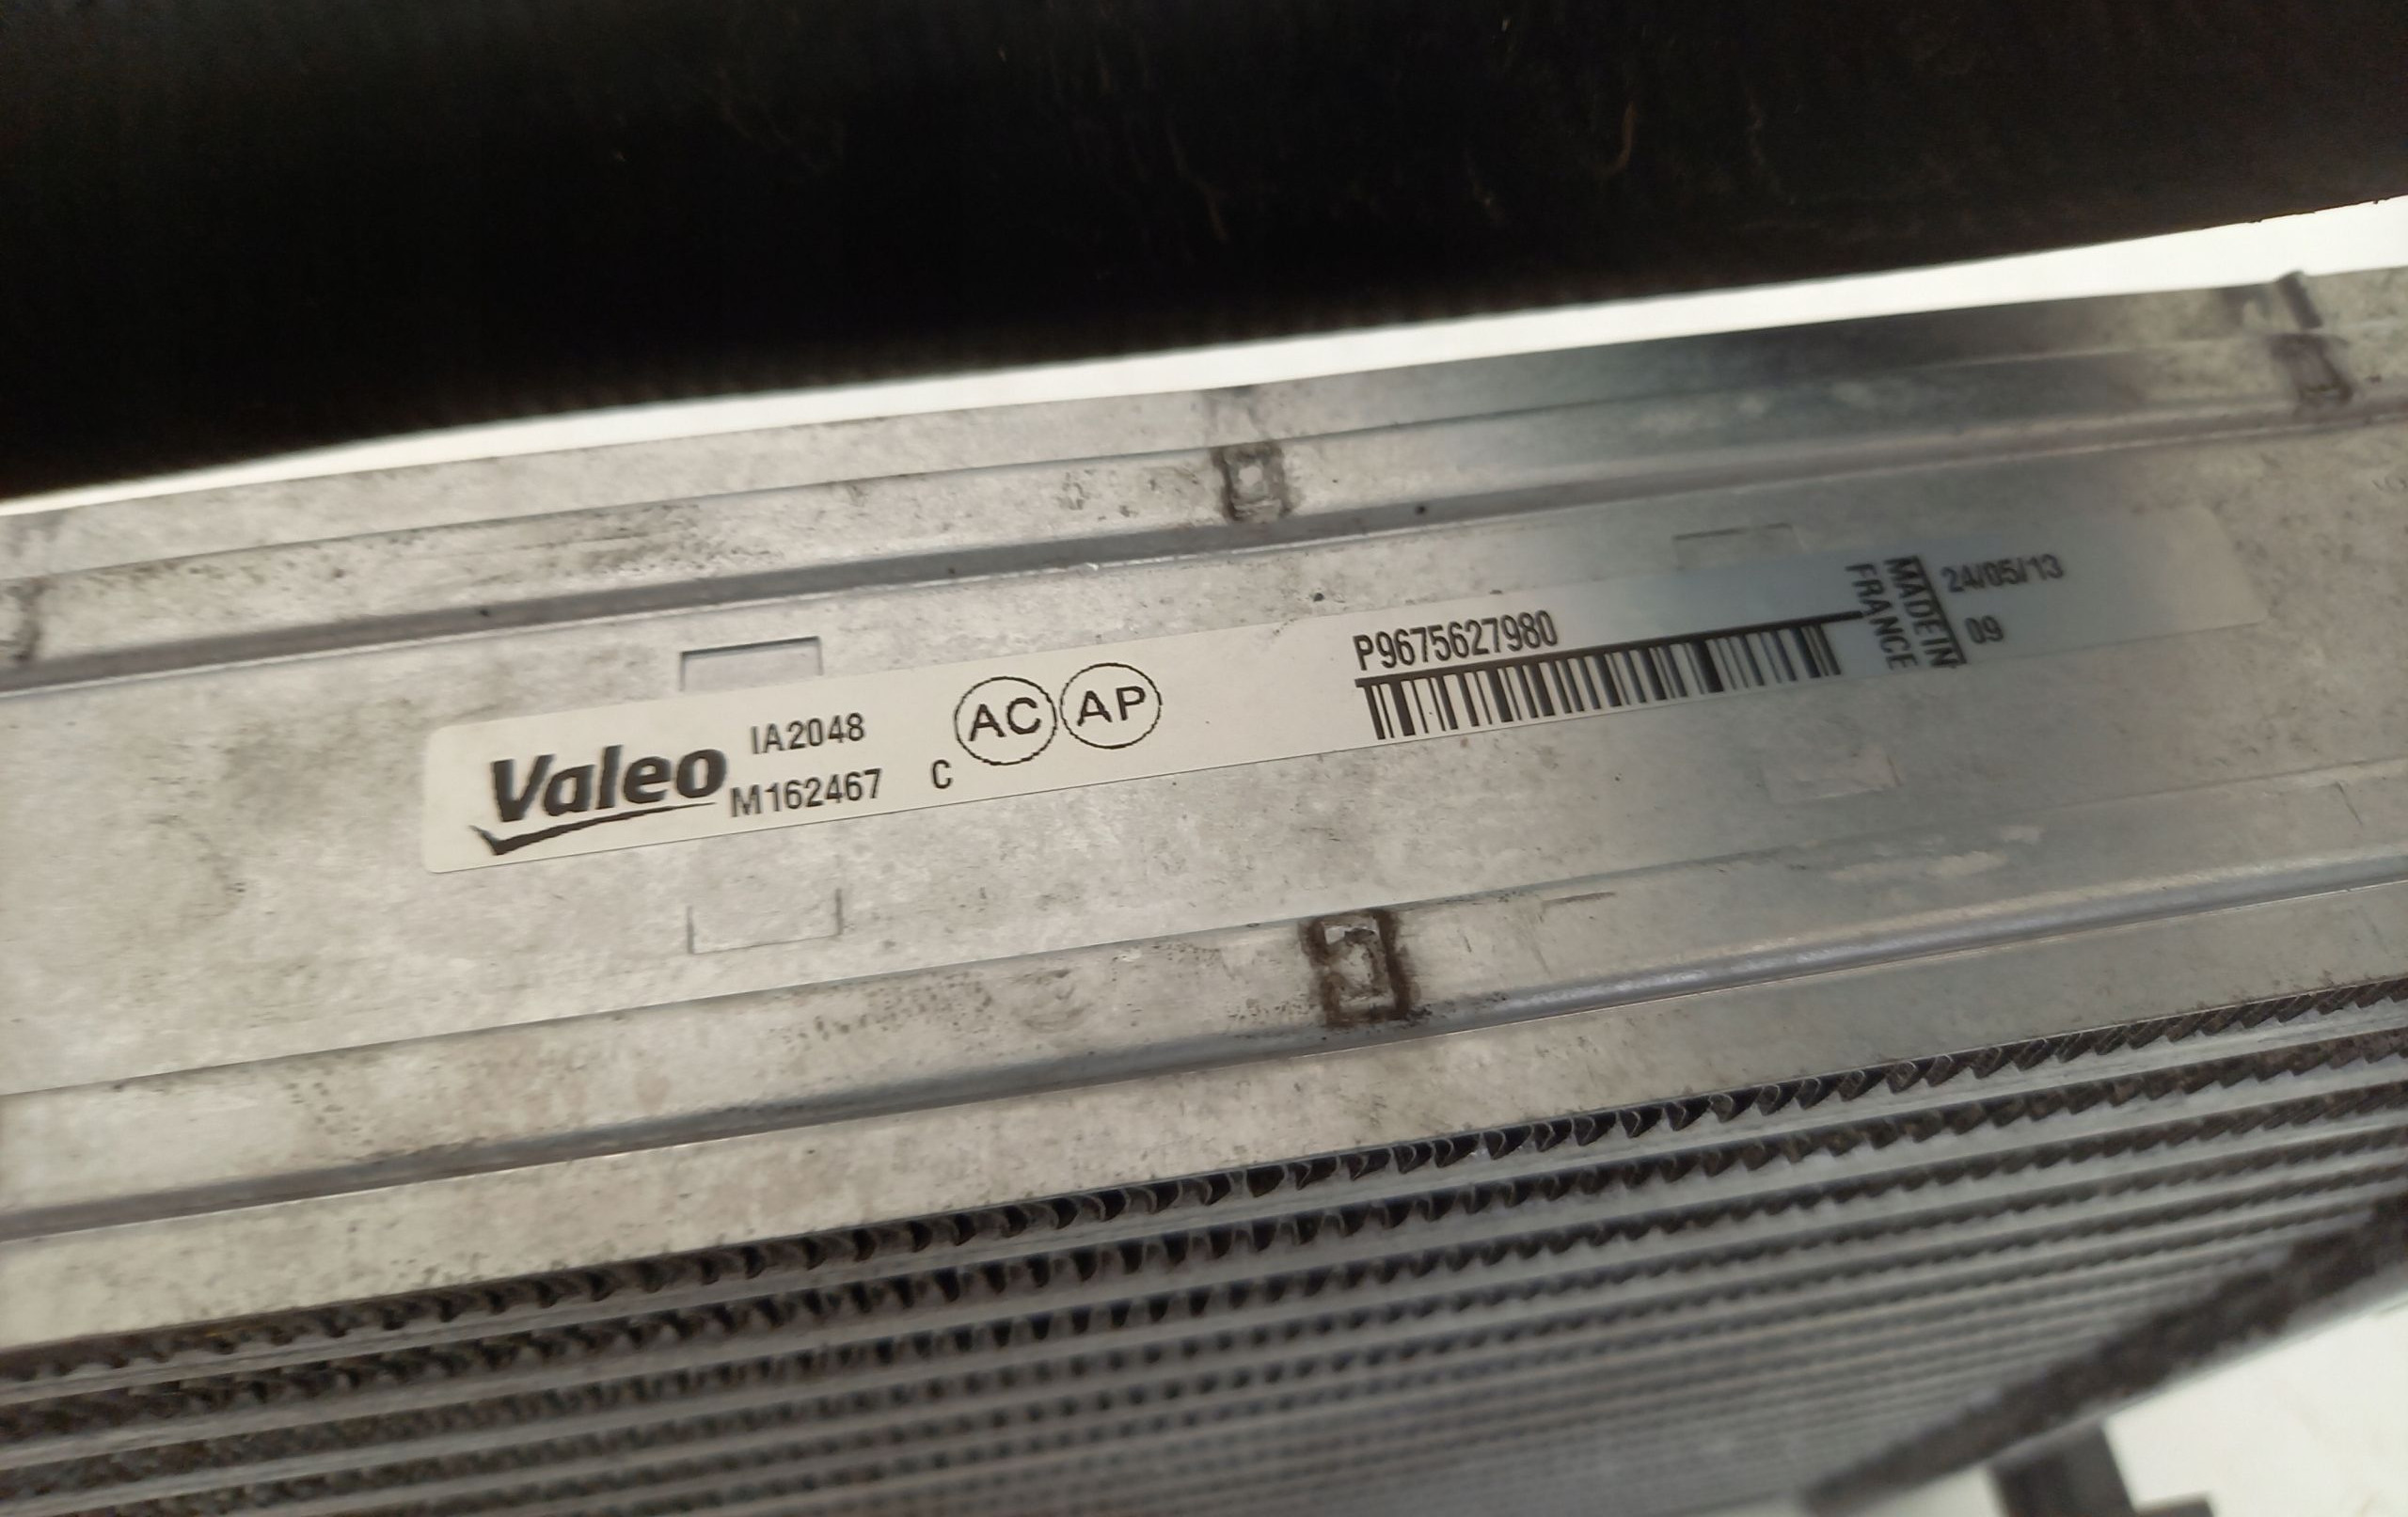 Valeo
IA2048
M162467 C
AC AP
P9675627980
MADE IN
FRANCE
24/05/13
09